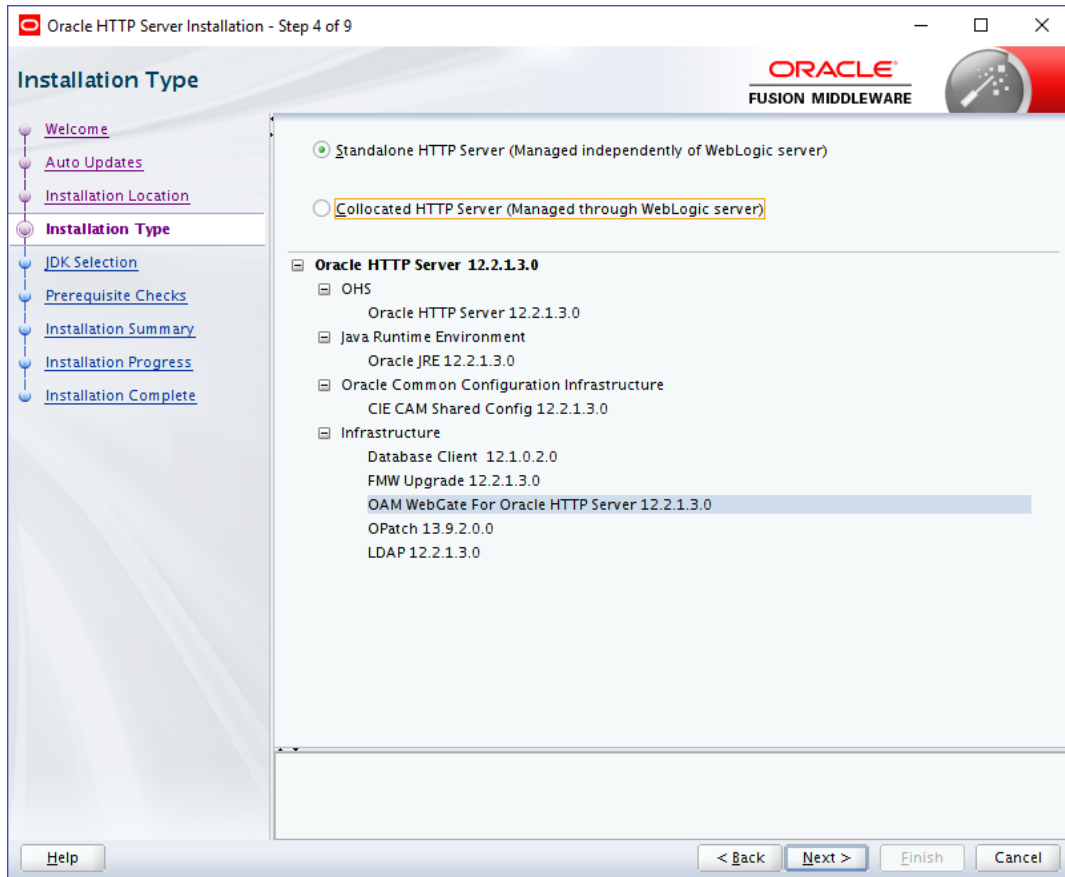 Oracle HTTP Server Installation - Step 4 of 9
Installation Type
ORACLE
FUSION MIDDLEWARE
Welcome
Auto Updates
Installation Location
Installation Type
JDK Selection
Prerequisite Checks
Installation Summary
Installation Progress
Installation Complete
Standalone HTTP Server (Managed independently of WebLogic server)
Collocated HTTP Server (Managed through WebLogic server)
Oracle HTTP Server 12.2.1.3.0
OHS
Oracle HTTP Server 12.2.1.3.0
Java Runtime Environment
Oracle JRE 12.2.1.3.0
Oracle Common Configuration Infrastructure
CIE CAM Shared Config 12.2.1.3.0
Infrastructure
Database Client 12.1.0.2.0
FMW Upgrade 12.2.1.3.0
OAM WebGate For Oracle HTTP Server 12.2.1.3.0
OPatch 13.9.2.0.0
LDAP 12.2.1.3.0
Help
< Back
Next >
Finish
Cancel